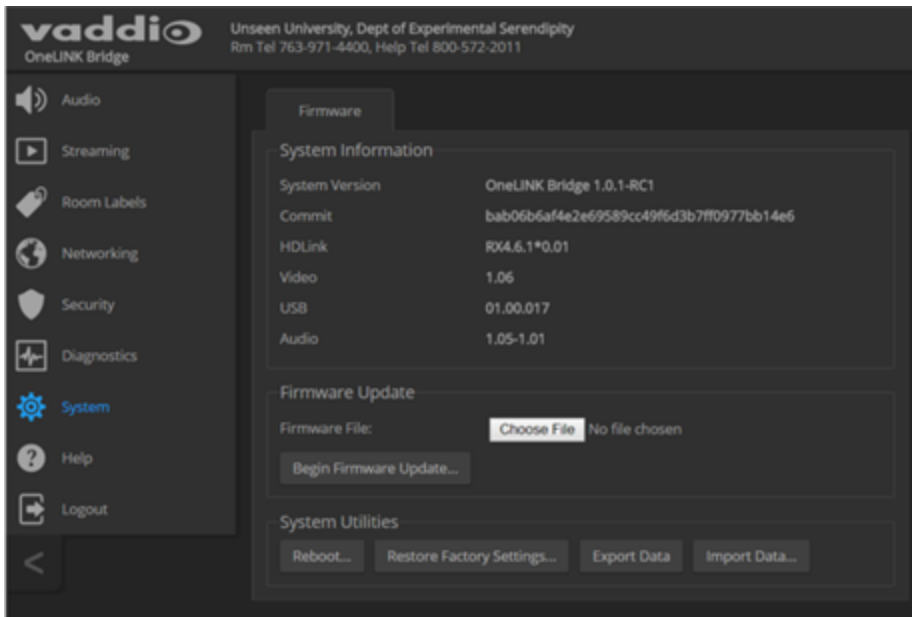 vaddio
OneLINK Bridge
Unseen University, Dept of Experimental Serendipity
Rm Tel 763-971-4400, Help Tel 800-572-2011
Audio
Streaming
Room Labels
Networking
Security
Diagnostics
System
Help
Logout
<
Firmware
System Information
System Version OneLINK Bridge 1.0.1-RC1
Commit bab06b6af4e2e69589cc49f6d3b7ff0977bb14e6
HDLink RX4.6.1*0.01
Video 1.06
USB 01.00.017
Audio 1.05-1.01
Firmware Update
Firmware File: Choose File No file chosen
Begin Firmware Update...
System Utilities
Reboot... Restore Factory Settings... Export Data Import Data...